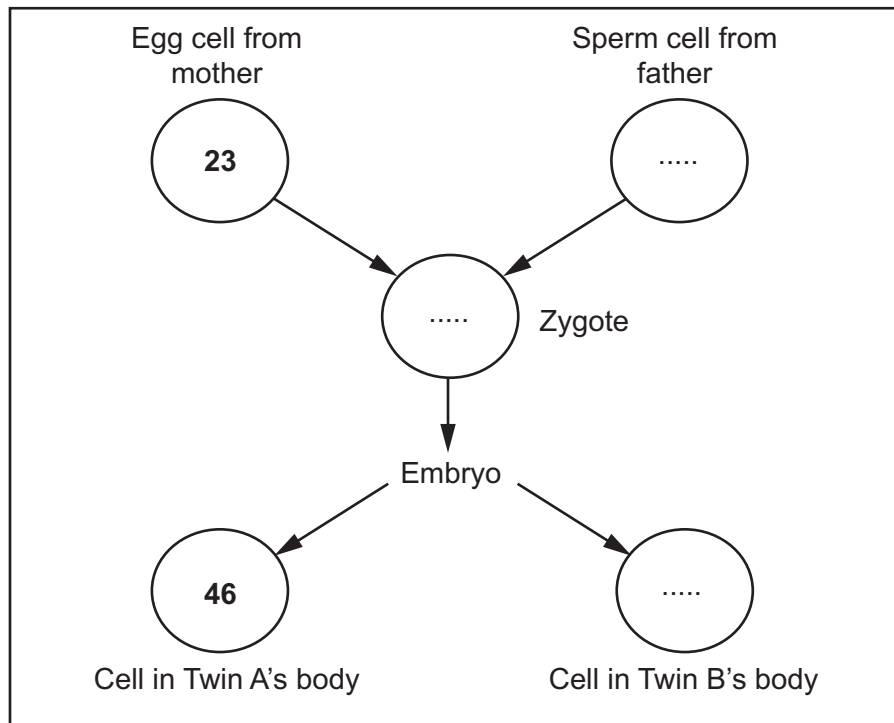 Egg cell from
mother
Sperm cell from
father
23
.....
.....
Zygote
Embryo
46
.....
Cell in Twin A's body
Cell in Twin B's body